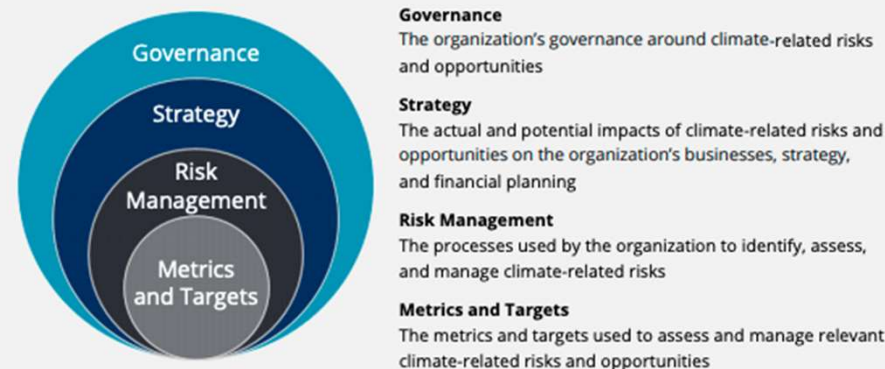 Governance
Strategy
Risk
Management
Metrics
and Targets
Governance
The organization's governance around climate-related risks
and opportunities
Strategy
The actual and potential impacts of climate-related risks and
opportunities on the organization's businesses, strategy,
and financial planning
Risk Management
The processes used by the organization to identify, assess,
and manage climate-related risks
Metrics and Targets
The metrics and targets used to assess and manage relevant
climate-related risks and opportunities